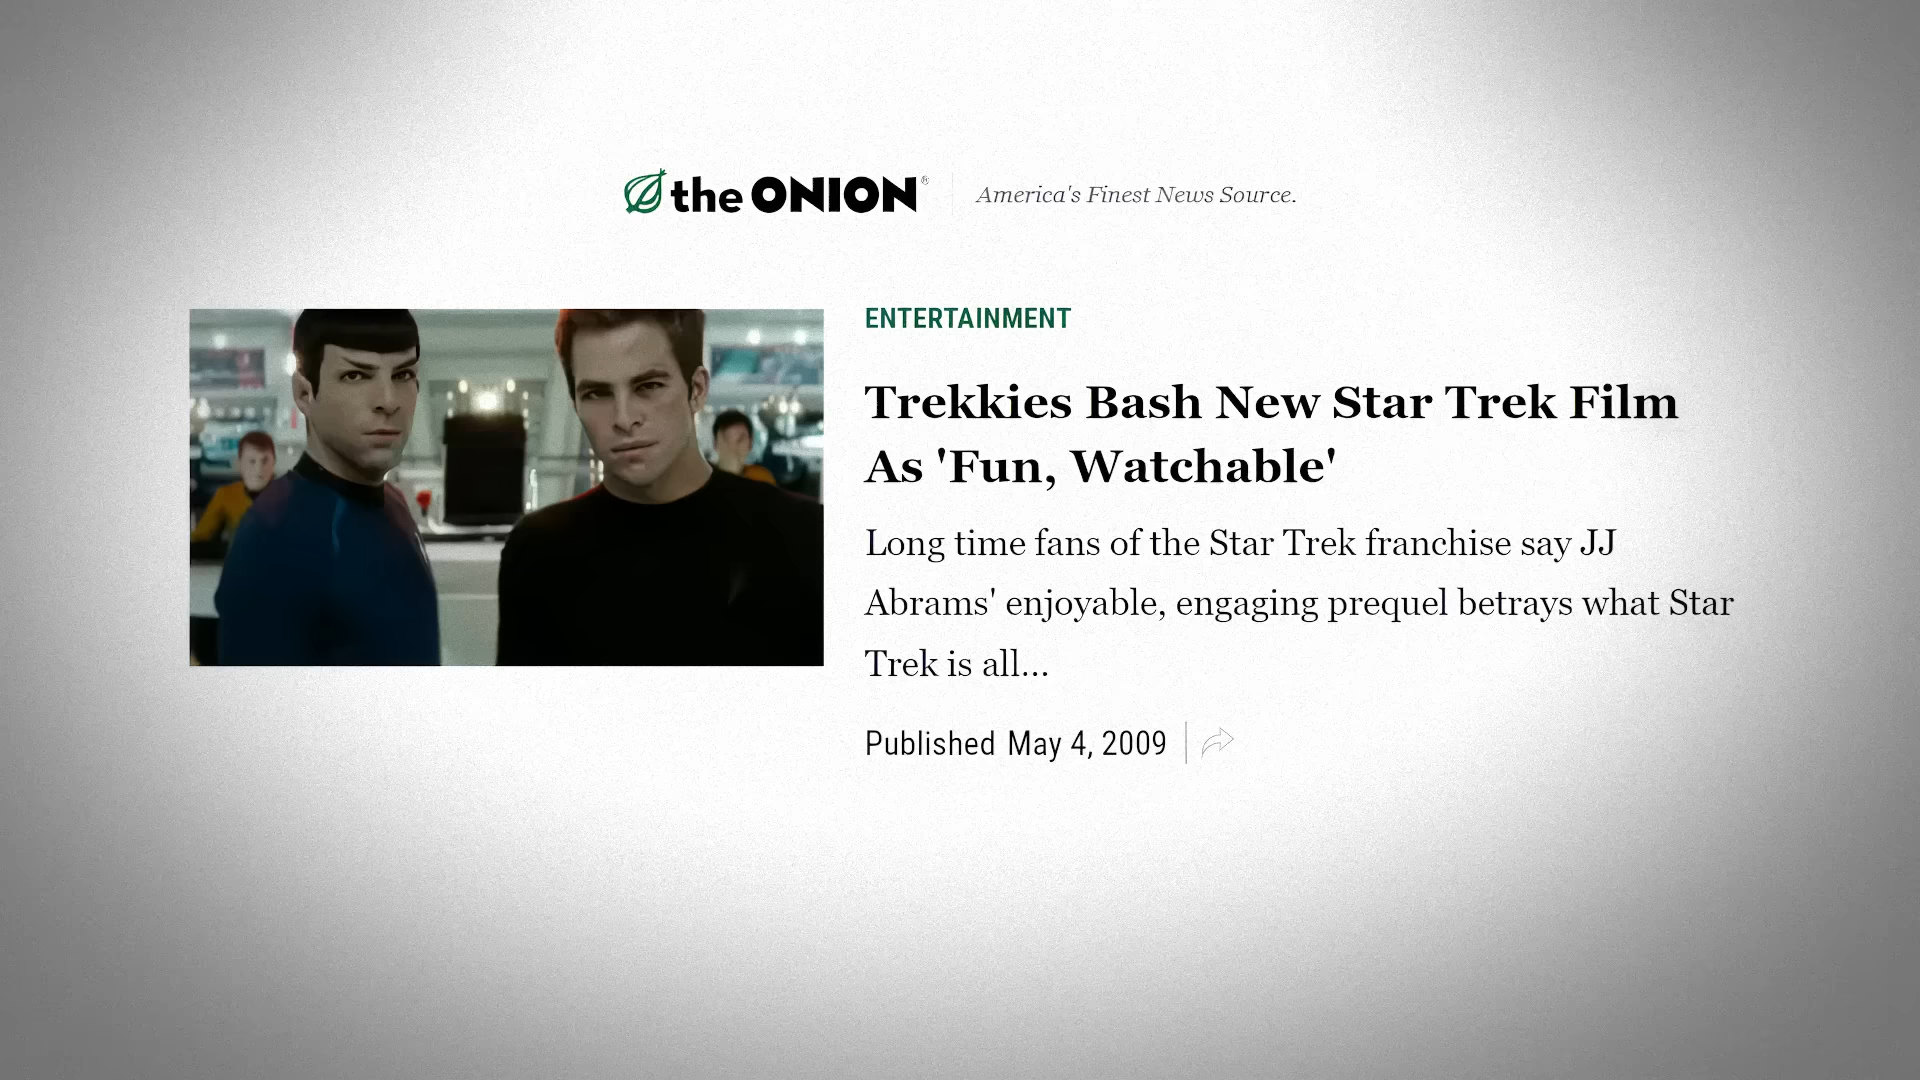 the ONION® America's Finest News Source.
ENTERTAINMENT
Trekkies Bash New Star Trek Film
As 'Fun, Watchable'
Long time fans of the Star Trek franchise say JJ
Abrams' enjoyable, engaging prequel betrays what Star
Trek is all...
Published May 4, 2009